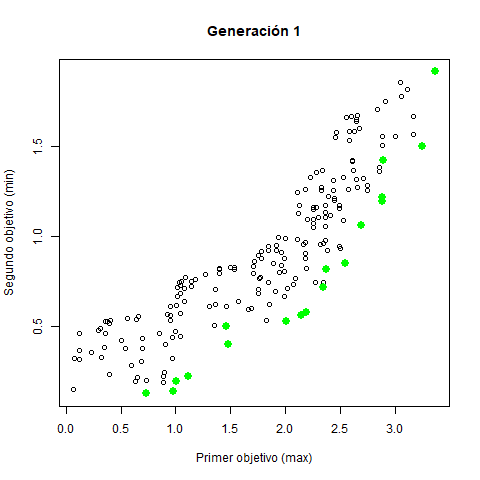 Generación 1
Segundo objetivo (min)
1.5
1.0
0.5
0.0 0.5 1.0 1.5 2.0 2.5 3.0
Primer objetivo (max)